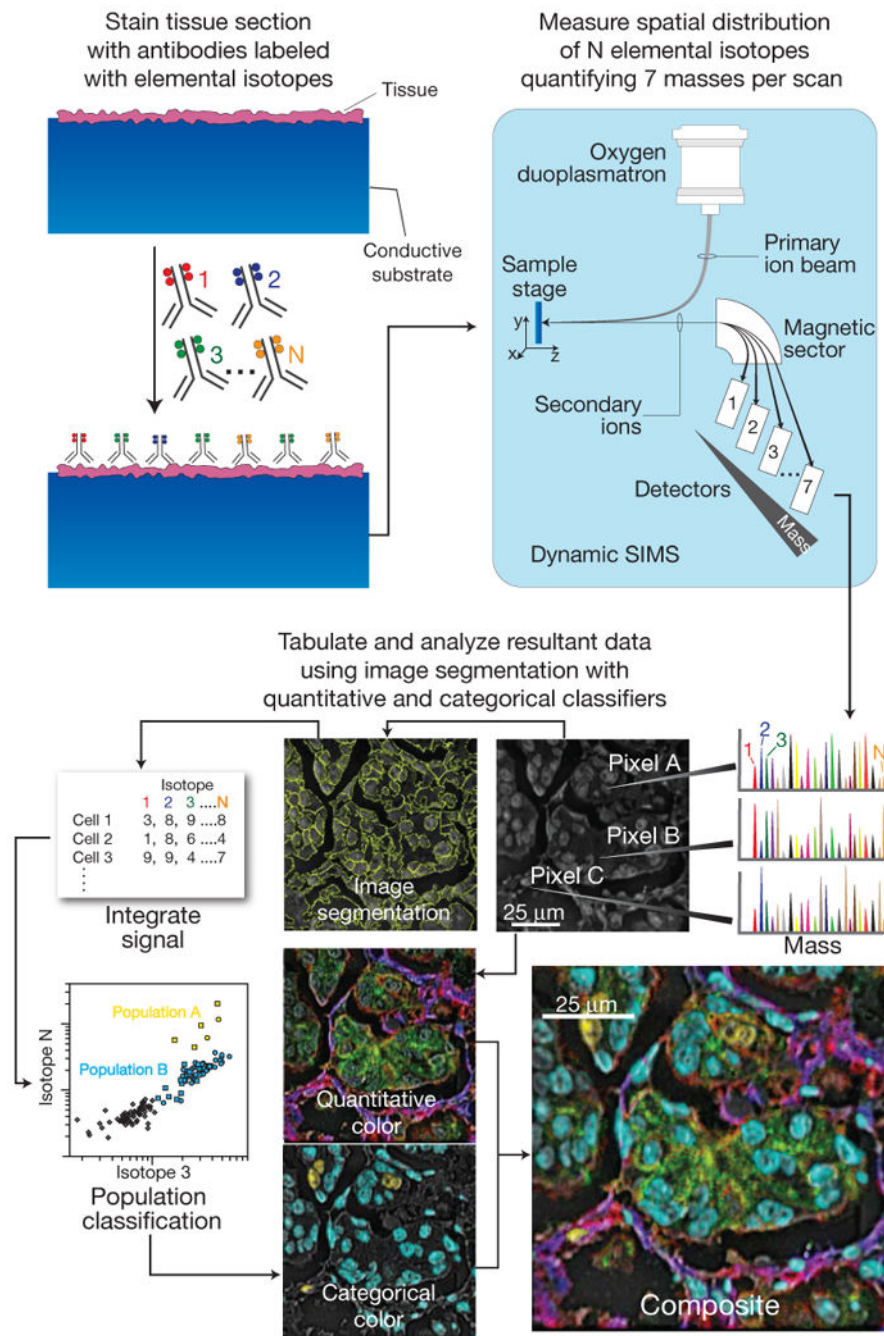 Stain tissue section
with antibodies labeled
with elemental isotopes
Tissue
Conductive
substrate
1
2
3
...
N
Measure spatial distribution
of N elemental isotopes
quantifying 7 masses per scan
Oxygen
duoplasmatron
Primary
ion beam
Sample
stage
y
x
z
Magnetic
sector
Secondary
ions
1
2
3
...
7
Detectors
Mass
Dynamic SIMS
Tabulate and analyze resultant data
using image segmentation with
quantitative and categorical classifiers
Pixel A
Pixel B
Pixel C
25 µm
1
2
3
N
Mass
Image
segmentation
Isotope
1 2 3 ....N
Cell 1 3, 8, 9 ....8
Cell 2 1, 8, 6 ....4
Cell 3 9, 9, 4 ....7
Integrate
signal
Population A
Population B
Isotope N
Isotope 3
Population
classification
Quantitative
color
Categorical
color
25 µm
Composite